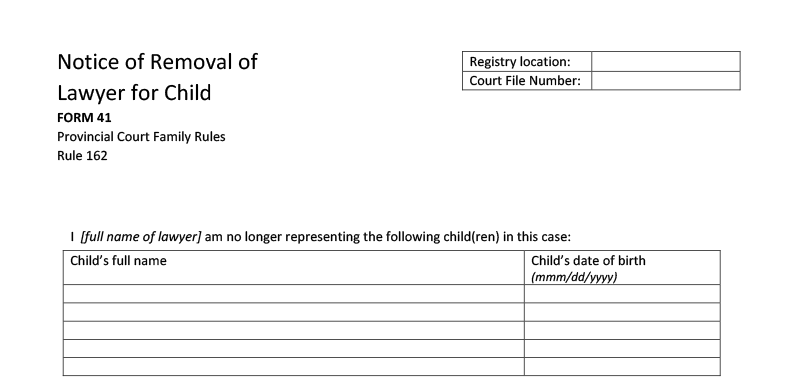 Notice of Removal of
Lawyer for Child
FORM 41
Provincial Court Family Rules
Rule 162
Registry location:
Court File Number:
I [full name of lawyer] am no longer representing the following child(ren) in this case:
Child’s full name
Child’s date of birth
(mmm/dd/yyyy)